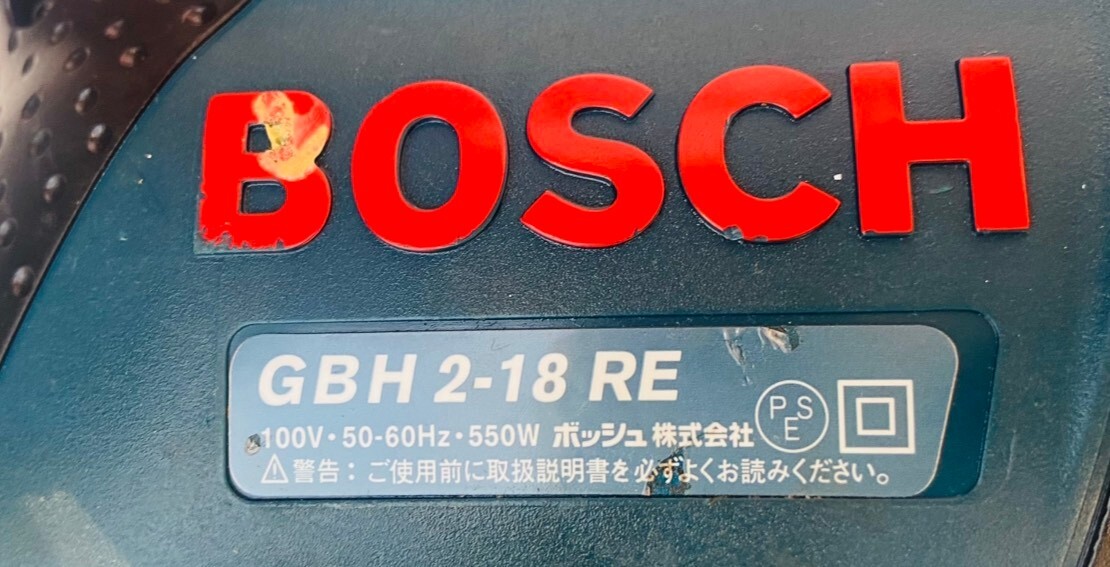 BOSCH
GBH 2-18 RE
100V・50-60Hz・550W ボッシュ株式会社
PSE
⚠警告：ご使用前に取扱説明書を必ずよくお読みください。